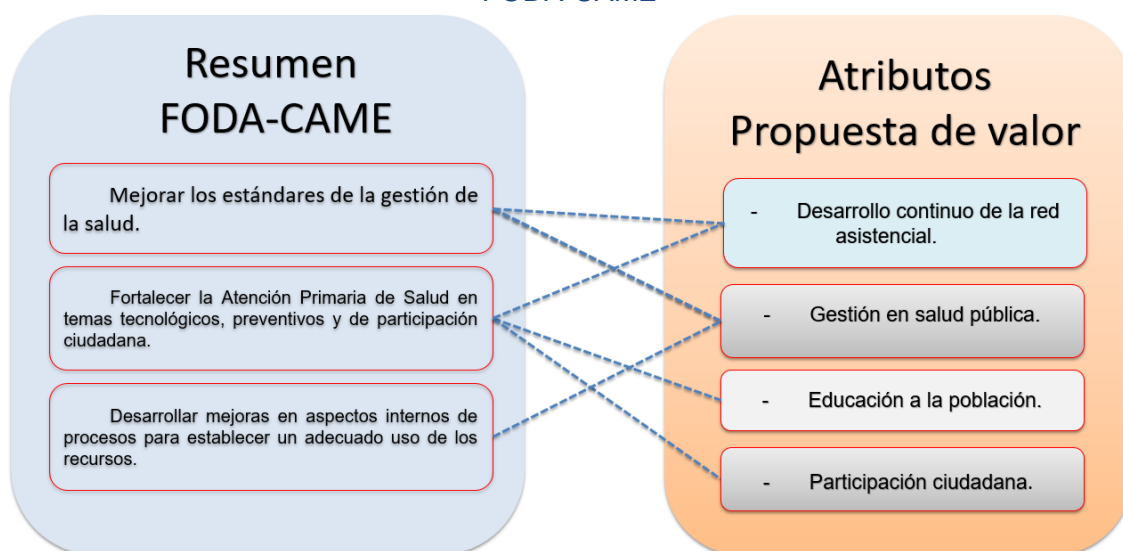 FODA-CAME
Resumen
FODA-CAME
Mejorar los estándares de la gestión de
la salud.
Fortalecer la Atención Primaria de Salud en
temas tecnológicos, preventivos y de participación
ciudadana.
Desarrollar mejoras en aspectos internos de
procesos para establecer un adecuado uso de los
recursos.
Atributos
Propuesta de valor
- Desarrollo continuo de la red
asistencial.
- Gestión en salud pública.
- Educación a la población.
- Participación ciudadana.